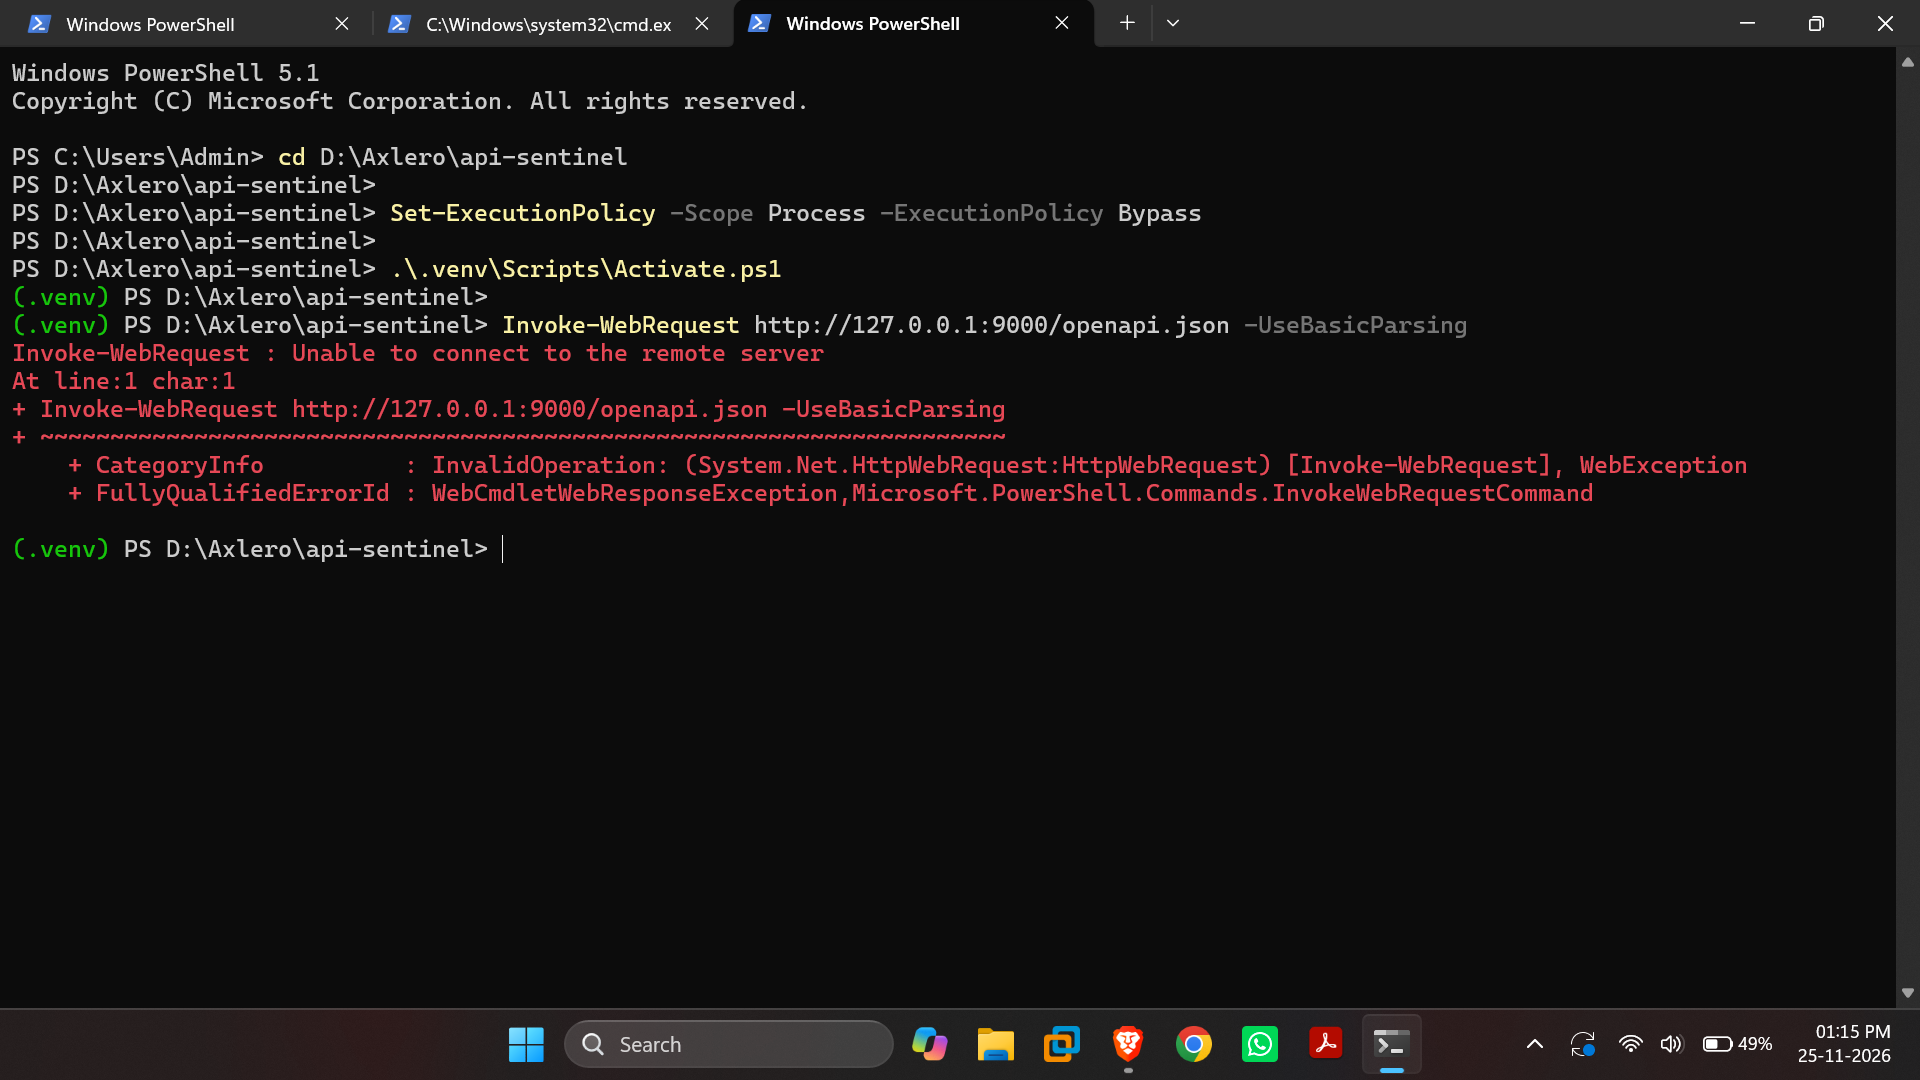 Windows PowerShell
C:\Windows\system32\cmd.ex
Windows PowerShell
Windows PowerShell 5.1
Copyright (C) Microsoft Corporation. All rights reserved.
PS C:\Users\Admin> cd D:\Axlero\api-sentinel
PS D:\Axlero\api-sentinel>
PS D:\Axlero\api-sentinel> Set-ExecutionPolicy -Scope Process -ExecutionPolicy Bypass
PS D:\Axlero\api-sentinel>
PS D:\Axlero\api-sentinel> .\.venv\Scripts\Activate.ps1
(.venv) PS D:\Axlero\api-sentinel>
(.venv) PS D:\Axlero\api-sentinel> Invoke-WebRequest http://127.0.0.1:9000/openapi.json -UseBasicParsing
Invoke-WebRequest : Unable to connect to the remote server
At line:1 char:1
+ Invoke-WebRequest http://127.0.0.1:9000/openapi.json -UseBasicParsing
+ ~~~~~~~~~~~~~~~~~~~~~~~~~~~~~~~~~~~~~~~~~~~~~~~~~~~~~~~~~~~~~~~~~~~~~
    + CategoryInfo          : InvalidOperation: (System.Net.HttpWebRequest:HttpWebRequest) [Invoke-WebRequest], WebException
    + FullyQualifiedErrorId : WebCmdletWebResponseException,Microsoft.PowerShell.Commands.InvokeWebRequestCommand
(.venv) PS D:\Axlero\api-sentinel>
Search
49%
01:15 PM
25-11-2026